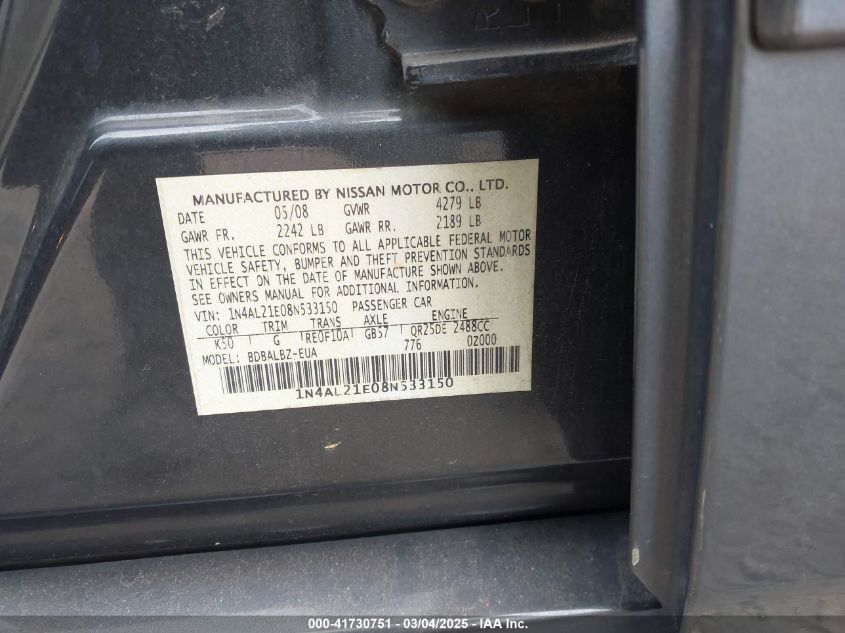 MANUFACTURED BY NISSAN MOTOR CO., LTD.
DATE 05/08 GVWR 4279 LB
GAWR FR. 2242 LB GAWR RR. 2189 LB
THIS VEHICLE CONFORMS TO ALL APPLICABLE FEDERAL MOTOR
VEHICLE SAFETY, BUMPER AND THEFT PREVENTION STANDARDS
IN EFFECT ON THE DATE OF MANUFACTURE SHOWN ABOVE.
SEE OWNERS MANUAL FOR ADDITIONAL INFORMATION.
VIN: 1N4AL21E08N533150 PASSENGER CAR
COLOR TRIM TRANS AXLE ENGINE
K50 G RE0F10A GB57 QR25DE 2488CC
MODEL: BDBALBZ-EUA 776 02000
1N4AL21E08N533150
000-41730751 — 03/04/2025 — IAA Inc.